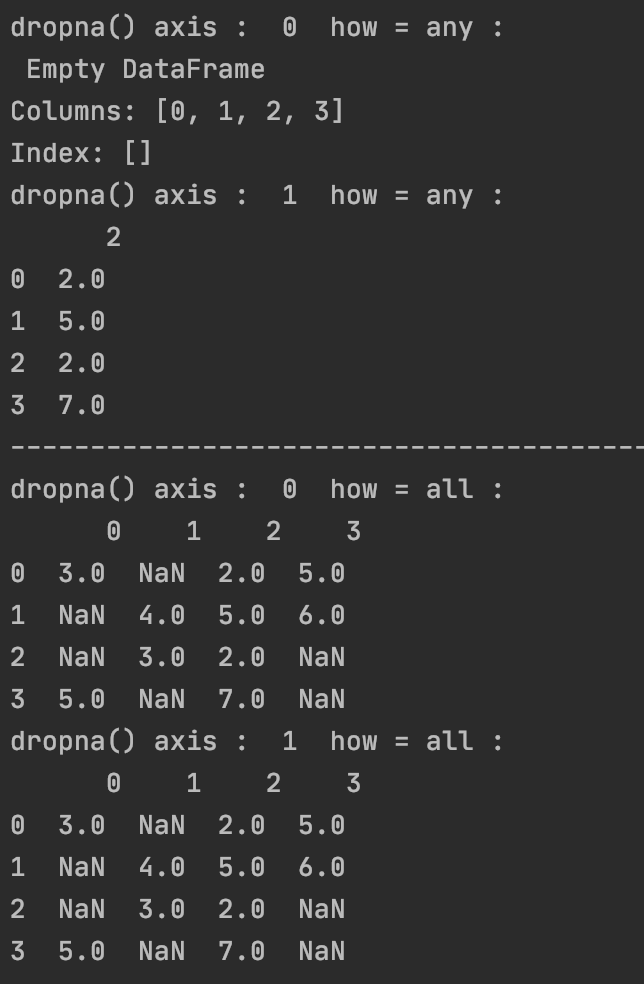 dropna() axis :  0  how = any :
 Empty DataFrame
Columns: [0, 1, 2, 3]
Index: []
dropna() axis :  1  how = any :
      2
0  2.0
1  5.0
2  2.0
3  7.0
----------------------------------------
dropna() axis :  0  how = all :
      0    1    2    3
0  3.0  NaN  2.0  5.0
1  NaN  4.0  5.0  6.0
2  NaN  3.0  2.0  NaN
3  5.0  NaN  7.0  NaN
dropna() axis :  1  how = all :
      0    1    2    3
0  3.0  NaN  2.0  5.0
1  NaN  4.0  5.0  6.0
2  NaN  3.0  2.0  NaN
3  5.0  NaN  7.0  NaN